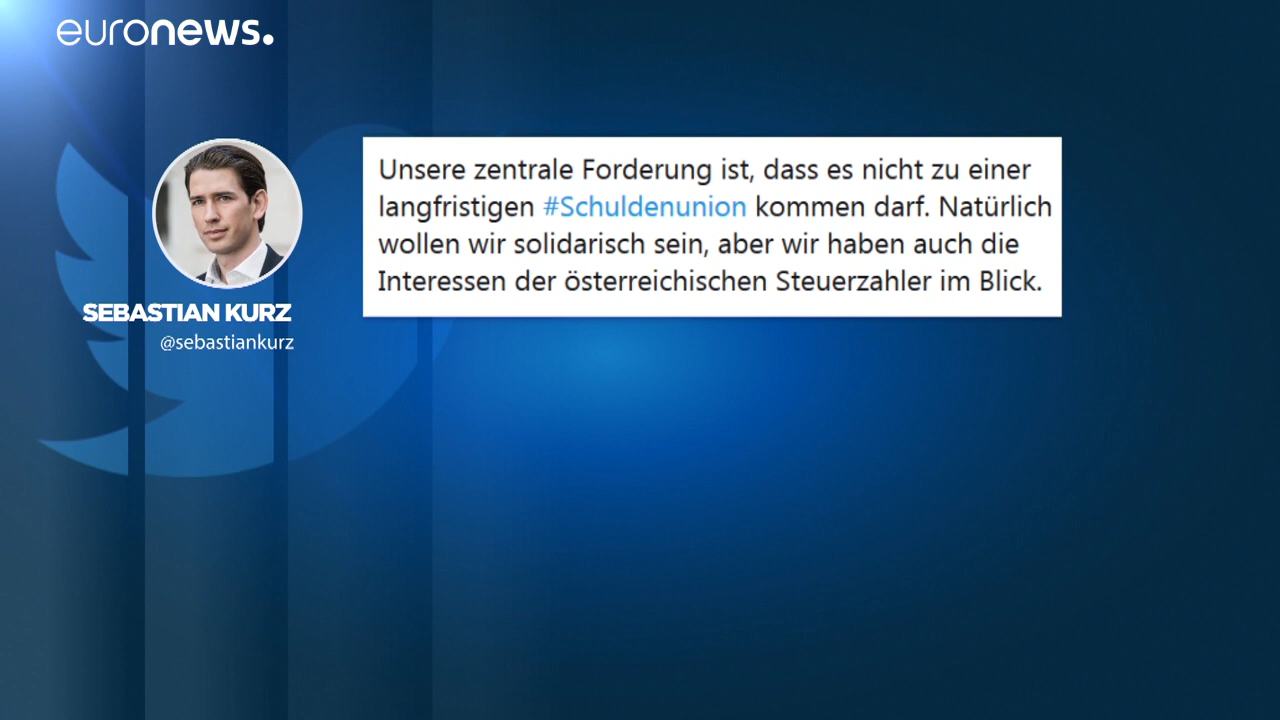 euronews.
Unsere zentrale Forderung ist, dass es nicht zu einer
langfristigen #Schuldenunion kommen darf. Natürlich
wollen wir solidarisch sein, aber wir haben auch die
Interessen der österreichischen Steuerzahler im Blick.
SEBASTIAN KURZ
@sebastiankurz